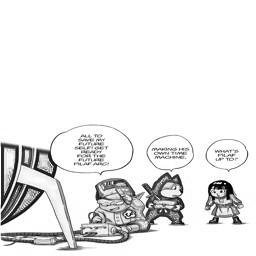 ALL TO
SAVE MY
FUTURE
SELF! GET
READY
FOR THE
FUTURE
PILAF ARC!
MAKING HIS
OWN TIME
MACHINE.
WHAT'S
PILAF
UP TO?